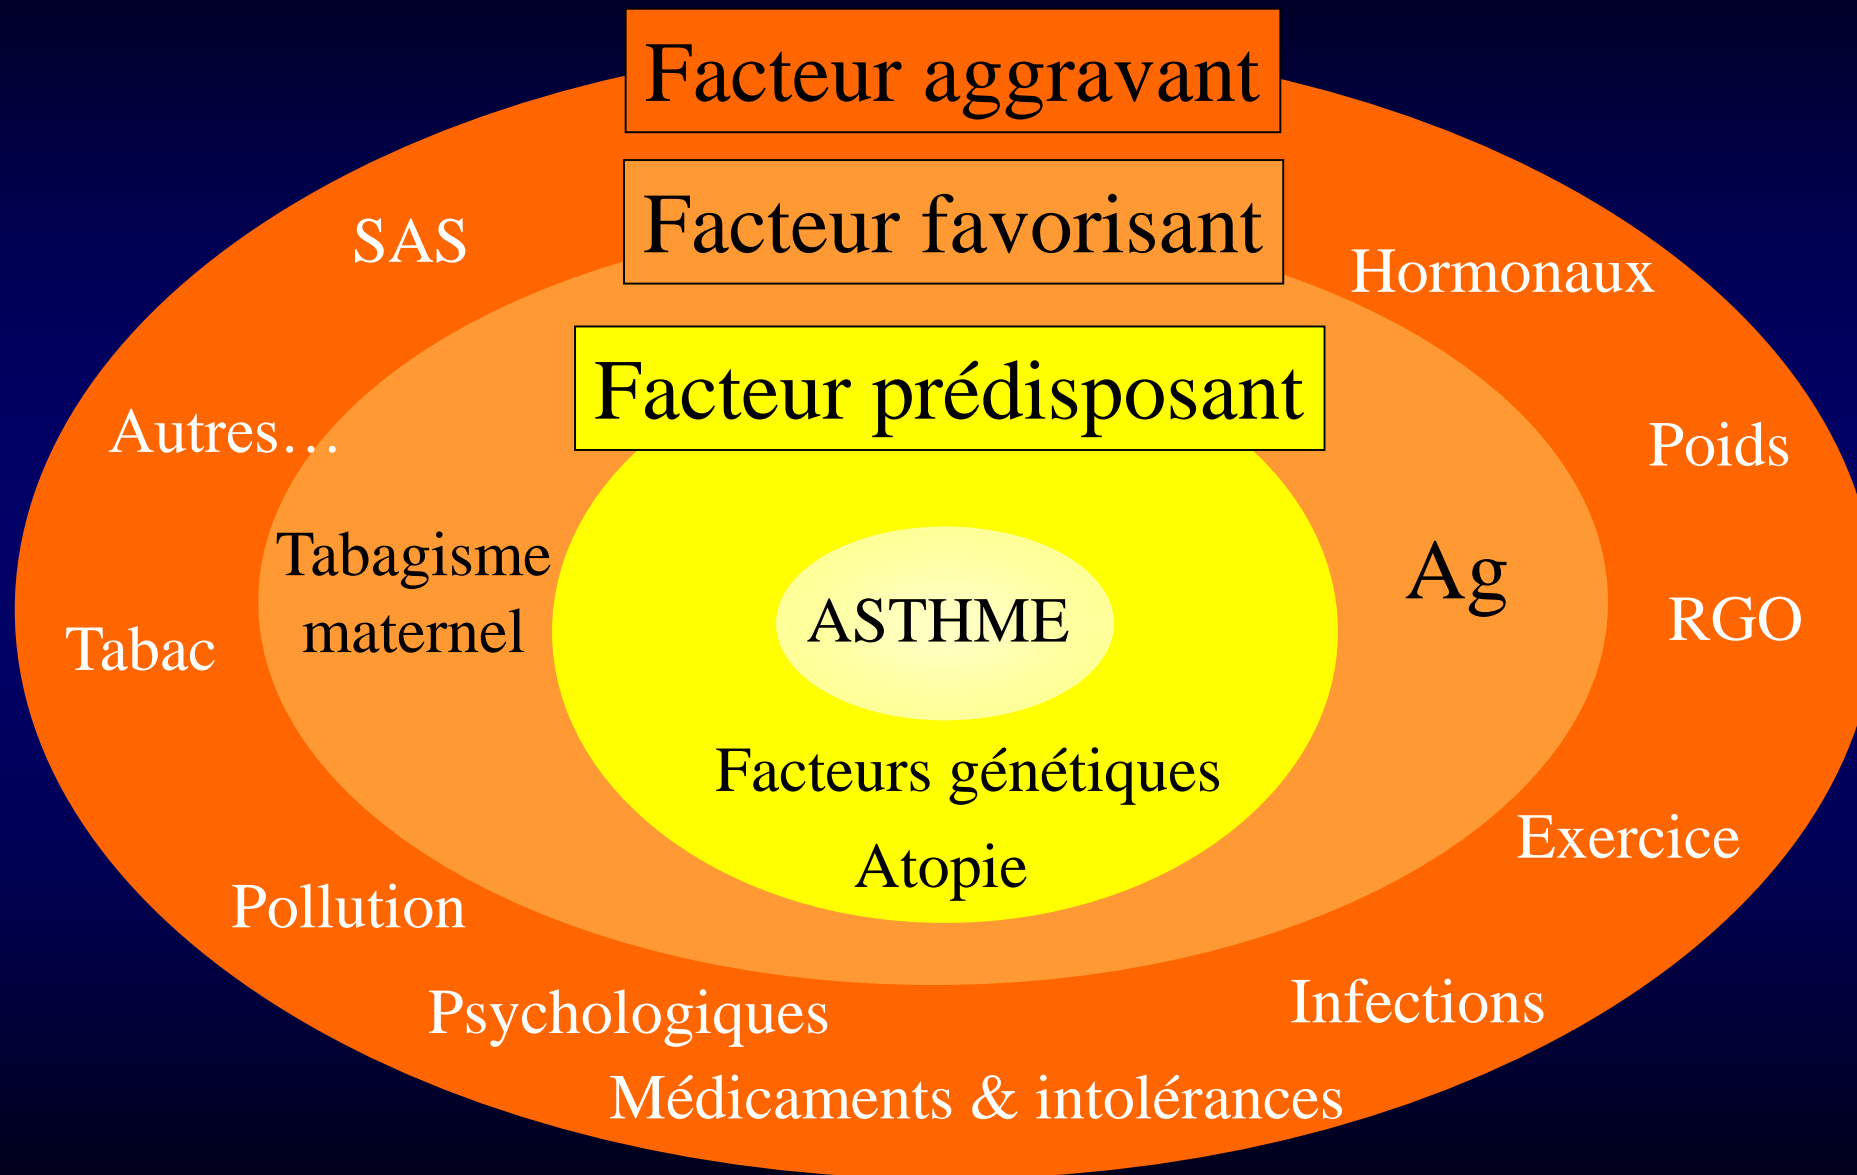 Facteur aggravant
Facteur favorisant
SAS
Hormonaux
Facteur prédisposant
Autres…
Poids
Tabagisme
maternel
Ag
ASTHME
RGO
Tabac
Facteurs génétiques
Exercice
Atopie
Pollution
Infections
Psychologiques
Médicaments & intolérances